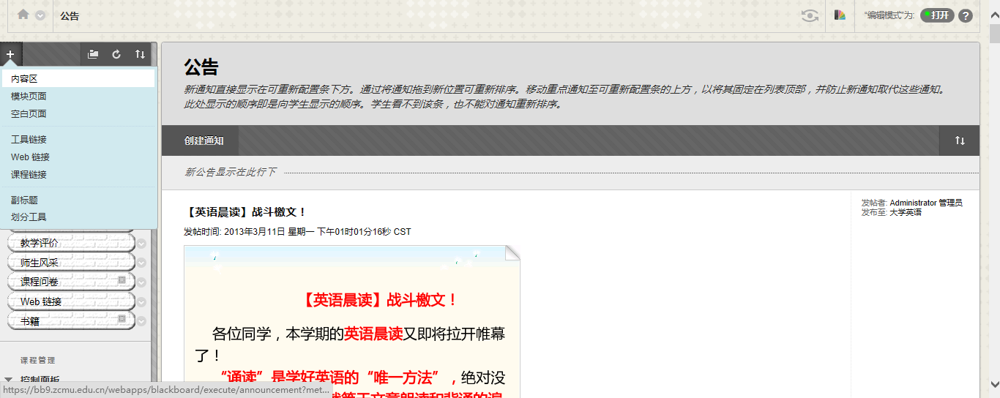 公告
“编辑模式”为:
打开
?
内容区
模块页面
空白页面
工具链接
Web 链接
课程链接
副标题
划分工具
教学评价
师生风采
课程问卷
Web 链接
书籍
课程管理
控制面板
https://bb9.zcmu.edu.cn/webapps/blackboard/execute/announcement?met...
公告
新通知直接显示在可重新配置条下方。通过将通知拖到新位置可重新排序。移动重点通知至可重新配置条的上方，以将其固定在列表顶部，并防止新通知取代这些通知。
此处显示的顺序即是向学生显示的顺序。学生看不到该条，也不能对通知重新排序。
创建通知
新公告显示在此行下
【英语晨读】战斗檄文！
发帖时间: 2013年3月11日 星期一 下午01时01分16秒 CST
发帖者: Administrator 管理员
发布至: 大学英语
【英语晨读】战斗檄文！
各位同学，本学期的英语晨读又即将拉开帷幕
了！
“诵读”是学好英语的“唯一方法”，绝对没